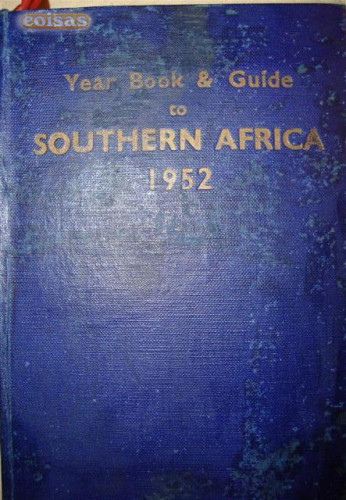 coisas
Year Book & Guide
to
SOUTHERN AFRICA
1952